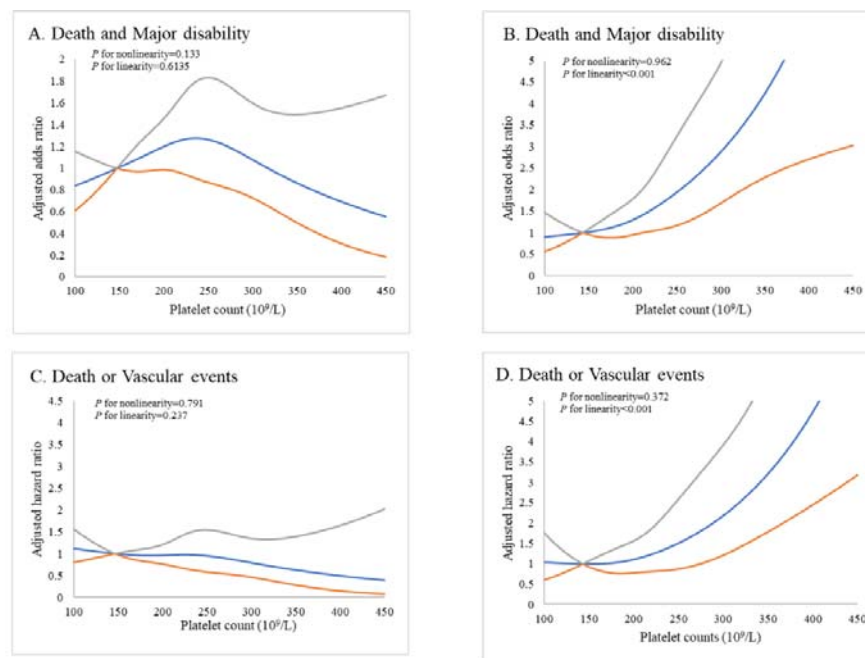 A. Death and Major disability
P for nonlinearity=0.133
P for linearity=0.6135
2
1.8
1.6
1.4
1.2
1
0.8
0.6
0.4
0.2
0
Adjusted adds ratio
100 150 200 250 300 350 400 450
Platelet count (10⁹/L)
B. Death and Major disability
P for nonlinearity=0.962
P for linearity<0.001
5
4.5
4
3.5
3
2.5
2
1.5
1
0.5
0
Adjusted odds ratio
100 150 200 250 300 350 400 450
Platelet count (10⁹/L)
C. Death or Vascular events
P for nonlinearity=0.791
P for linearity=0.237
4.5
4
3.5
3
2.5
2
1.5
1
0.5
0
Adjusted hazard ratio
100 150 200 250 300 350 400 450
Platelet count (10⁹/L)
D. Death or Vascular events
P for nonlinearity=0.372
P for linearity<0.001
5
4.5
4
3.5
3
2.5
2
1.5
1
0.5
0
Adjusted hazard ratio
100 150 200 250 300 350 400 450
Platelet counts (10⁹/L)